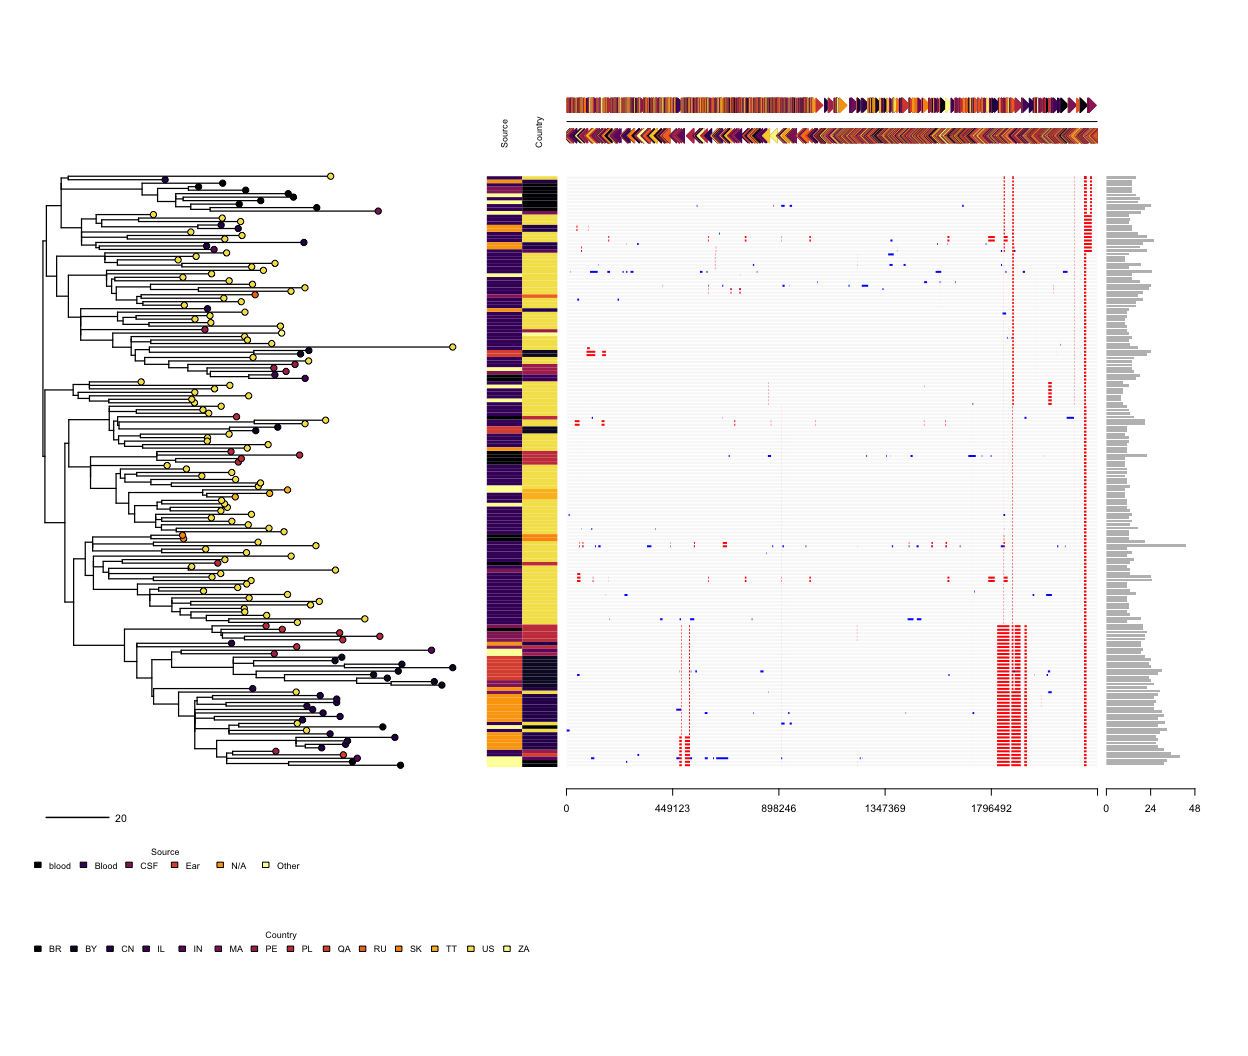 Source
Country
0 449123 898246 1347369 1796492
0 24 48
20
Source
blood Blood CSF Ear N/A Other
Country
BR BY CN IL IN MA PE PL QA RU SK TT US ZA